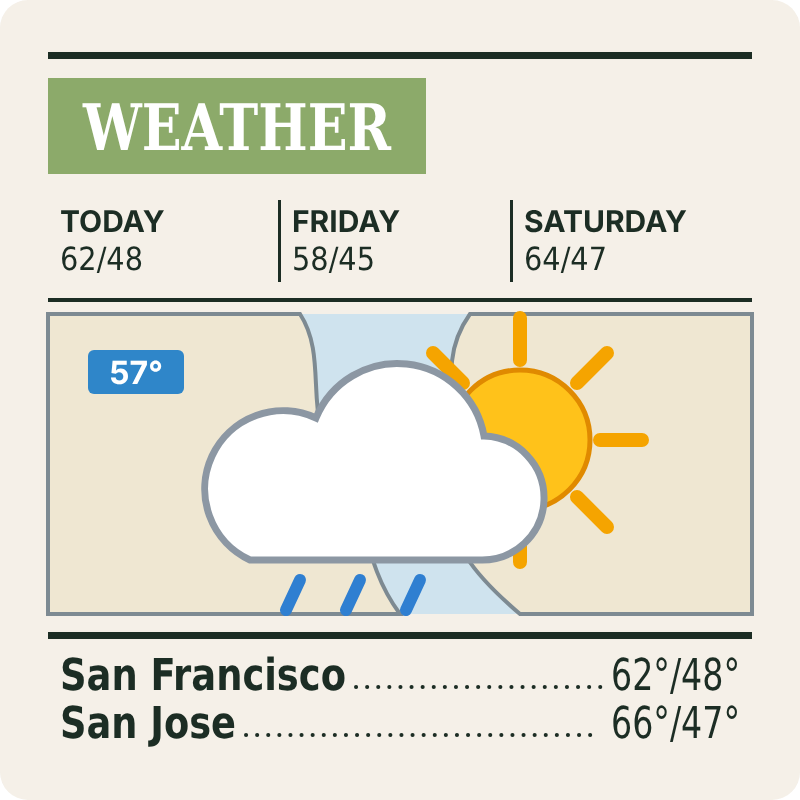 WEATHER
TODAY FRIDAY SATURDAY
62/48 58/45 64/47
57°
San Francisco ............................ 62°/48°
San Jose .................................... 66°/47°